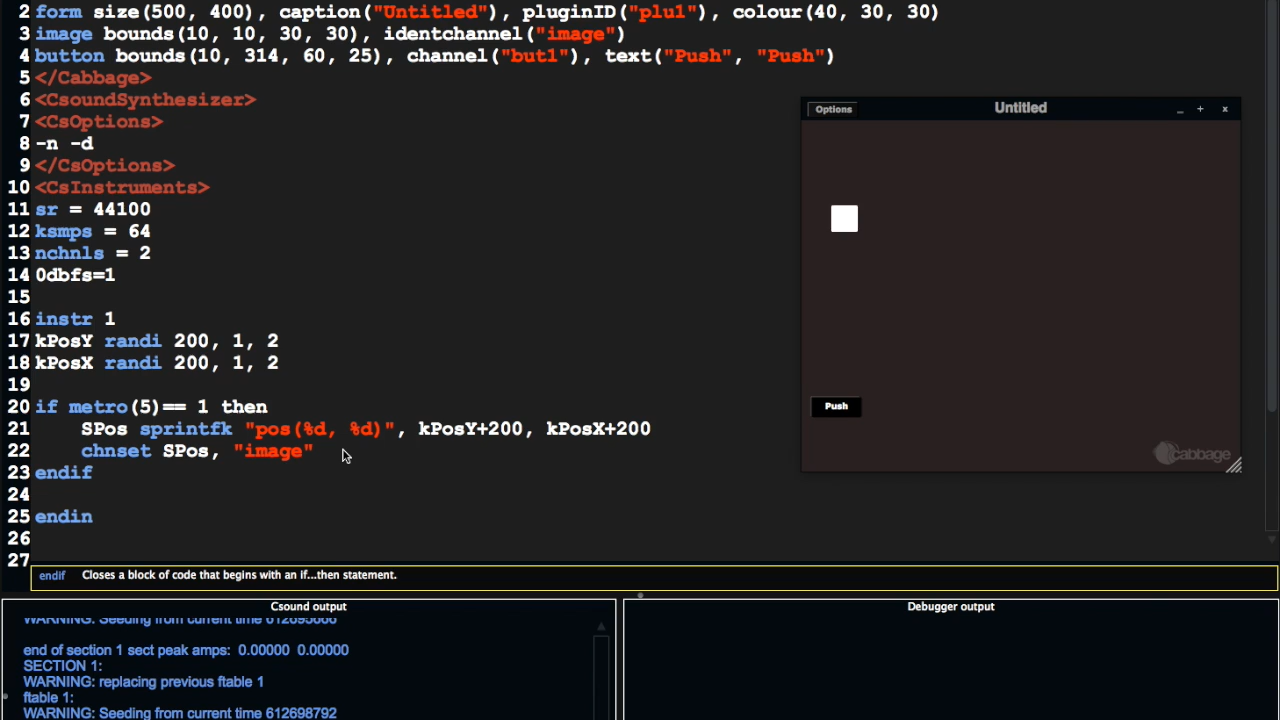 2 form size(500, 400), caption("Untitled"), pluginID("plu1"), colour(40, 30, 30)
3 image bounds(10, 10, 30, 30), identchannel("image")
4 button bounds(10, 314, 60, 25), channel("but1"), text("Push", "Push")
5 </Cabbage>
6 <CsoundSynthesizer>
7 <CsOptions>
8 -n -d
9 </CsOptions>
10 <CsInstruments>
11 sr = 44100
12 ksmps = 64
13 nchnls = 2
14 0dbfs=1
15
16 instr 1
17 kPosY randi 200, 1, 2
18 kPosX randi 200, 1, 2
19
20 if metro(5)== 1 then
21 SPos sprintfk "pos(%d, %d)", kPosY+200, kPosX+200
22 chnset SPos, "image"
23 endif
24
25 endin
26
27
Options
Untitled
Push
cabbage
endif Closes a block of code that begins with an if...then statement.
Csound output
WARNING: Seeding from current time 612695666
end of section 1 sect peak amps: 0.00000 0.00000
SECTION 1:
WARNING: replacing previous ftable 1
ftable 1:
WARNING: Seeding from current time 612698792
Debugger output